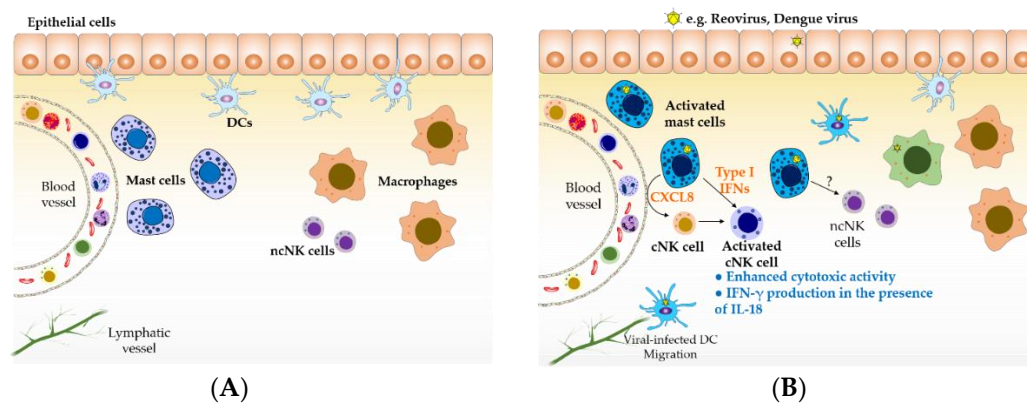 Epithelial cells
DCs
Mast cells
Blood
vessel
Macrophages
ncNK cells
Lymphatic
vessel
(A)
e.g. Reovirus, Dengue virus
Activated
mast cells
Type I
IFNs
CXCL8
?
Blood
vessel
cNK cell
Activated
cNK cell
ncNK
cells
● Enhanced cytotoxic activity
● IFN-γ production in the presence
of IL-18
Viral-infected DC
Migration
(B)